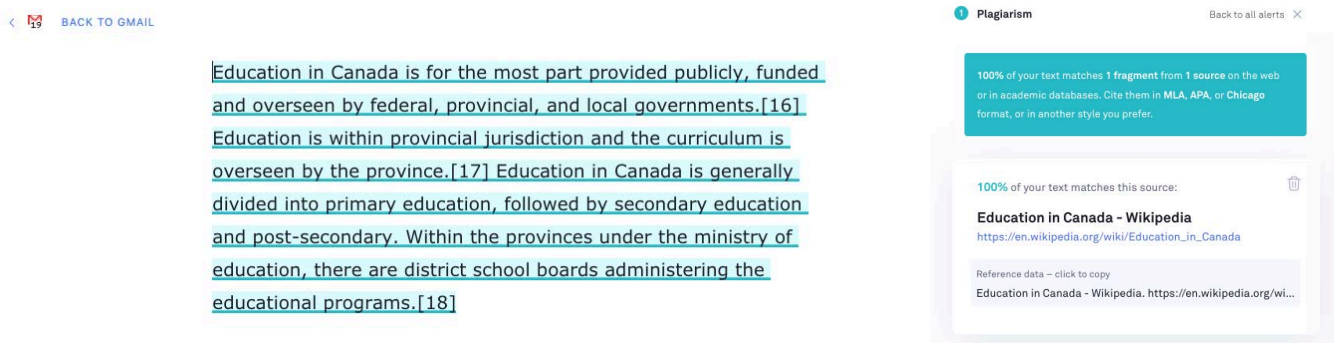 19 BACK TO GMAIL
Education in Canada is for the most part provided publicly, funded
and overseen by federal, provincial, and local governments.[16]
Education is within provincial jurisdiction and the curriculum is
overseen by the province.[17] Education in Canada is generally
divided into primary education, followed by secondary education
and post-secondary. Within the provinces under the ministry of
education, there are district school boards administering the
educational programs.[18]
1 Plagiarism Back to all alerts
100% of your text matches 1 fragment from 1 source on the web
or in academic databases. Cite them in MLA, APA, or Chicago
format, or in another style you prefer.
100% of your text matches this source:
Education in Canada - Wikipedia
https://en.wikipedia.org/wiki/Education_in_Canada
Reference data – click to copy
Education in Canada - Wikipedia. https://en.wikipedia.org/wi...